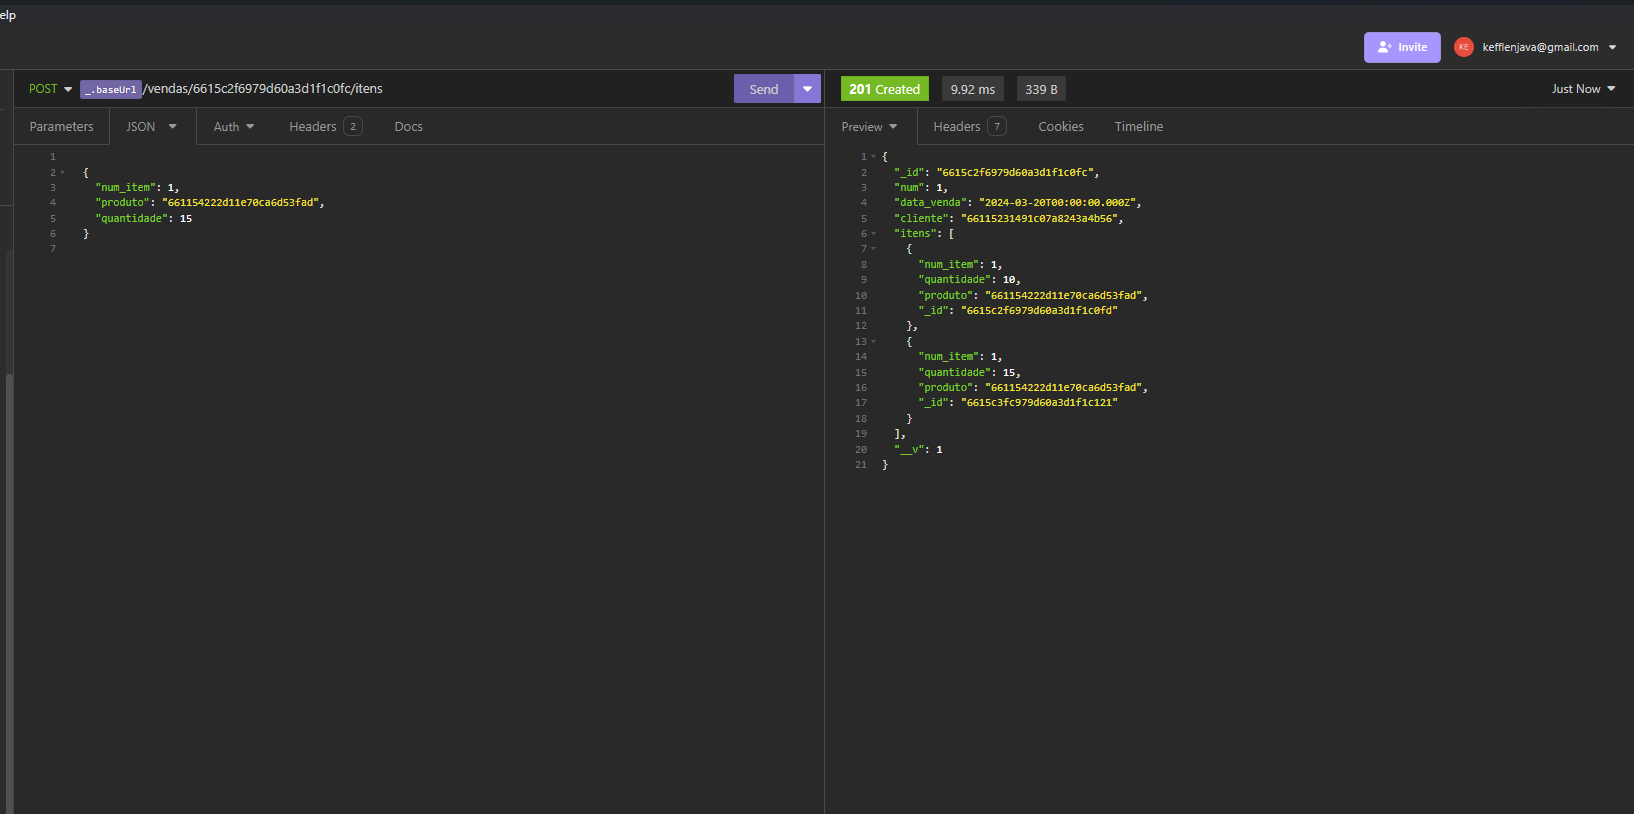 elp
Invite
KE
kefflenjava@gmail.com
POST _.baseUrl/vendas/6615c2f6979d60a3d1f1c0fc/itens
Send
201 Created
9.92 ms
339 B
Just Now
Parameters
JSON
Auth
Headers 2
Docs
Preview
Headers 7
Cookies
Timeline
1
2 {
3 "num_item": 1,
4 "produto": "661154222d11e70ca6d53fad",
5 "quantidade": 15
6 }
7
1 {
2 "_id": "6615c2f6979d60a3d1f1c0fc",
3 "num": 1,
4 "data_venda": "2024-03-20T00:00:00.000Z",
5 "cliente": "66115231491c07a8243a4b56",
6 "itens": [
7 {
8 "num_item": 1,
9 "quantidade": 10,
10 "produto": "661154222d11e70ca6d53fad",
11 "_id": "6615c2f6979d60a3d1f1c0fd"
12 },
13 {
14 "num_item": 1,
15 "quantidade": 15,
16 "produto": "661154222d11e70ca6d53fad",
17 "_id": "6615c3fc979d60a3d1f1c121"
18 }
19 ],
20 "__v": 1
21 }